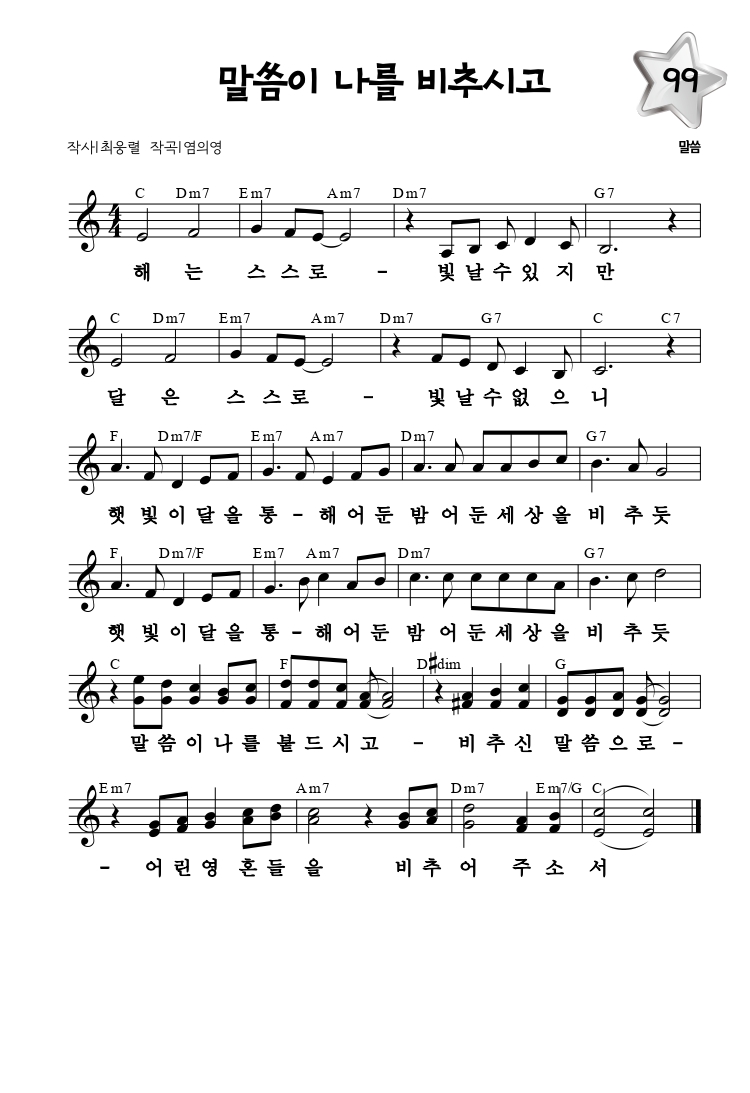 말씀이 나를 비추시고
99
작사|최웅렬 작곡|염의영
말씀
C Dm7 Em7 Am7 Dm7 G7
4
4
해 는 스스로 - 빛날수있지 만
C Dm7 Em7 Am7 Dm7 G7 C C7
달 은 스스로 - 빛날수없 으 니
F Dm7/F Em7 Am7 Dm7 G7
햇 빛이달을 통 - 해어둔 밤 어둔세상을 비 추 듯
F Dm7/F Em7 Am7 Dm7 G7
햇 빛이달을 통 - 해어둔 밤 어둔세상을 비 추 듯
C F D#dim G
말씀이나를 붙드시고 - 비추신 말씀으로 -
Em7 Am7 Dm7 Em7/G C
- 어린영 혼들 을 비추 어 주소 서